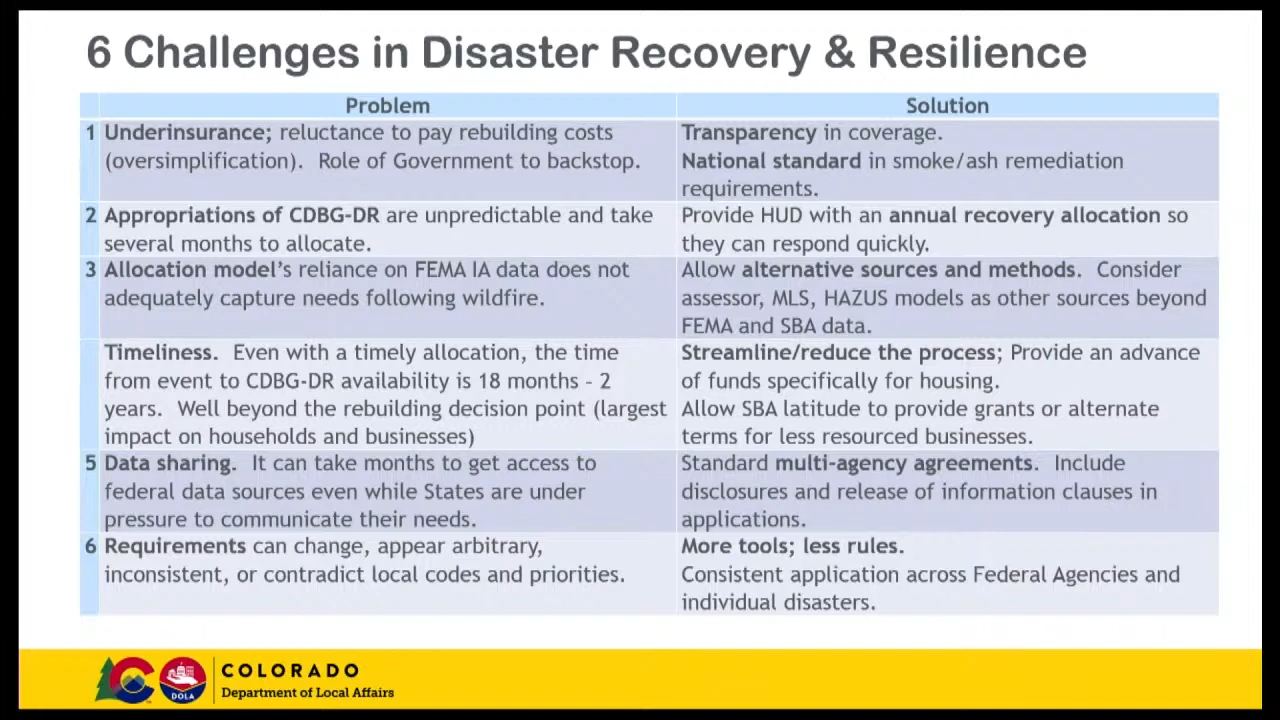 6 Challenges in Disaster Recovery & Resilience
Problem
Solution
1 Underinsurance; reluctance to pay rebuilding costs
(oversimplification). Role of Government to backstop.
Transparency in coverage.
National standard in smoke/ash remediation
requirements.
2 Appropriations of CDBG-DR are unpredictable and take
several months to allocate.
Provide HUD with an annual recovery allocation so
they can respond quickly.
3 Allocation model's reliance on FEMA IA data does not
adequately capture needs following wildfire.
Allow alternative sources and methods. Consider
assessor, MLS, HAZUS models as other sources beyond
FEMA and SBA data.
Timeliness. Even with a timely allocation, the time
from event to CDBG-DR availability is 18 months – 2
years. Well beyond the rebuilding decision point (largest
impact on households and businesses)
Streamline/reduce the process; Provide an advance
of funds specifically for housing.
Allow SBA latitude to provide grants or alternate
terms for less resourced businesses.
5 Data sharing. It can take months to get access to
federal data sources even while States are under
pressure to communicate their needs.
Standard multi-agency agreements. Include
disclosures and release of information clauses in
applications.
6 Requirements can change, appear arbitrary,
inconsistent, or contradict local codes and priorities.
More tools; less rules.
Consistent application across Federal Agencies and
individual disasters.
DOLA
COLORADO
Department of Local Affairs